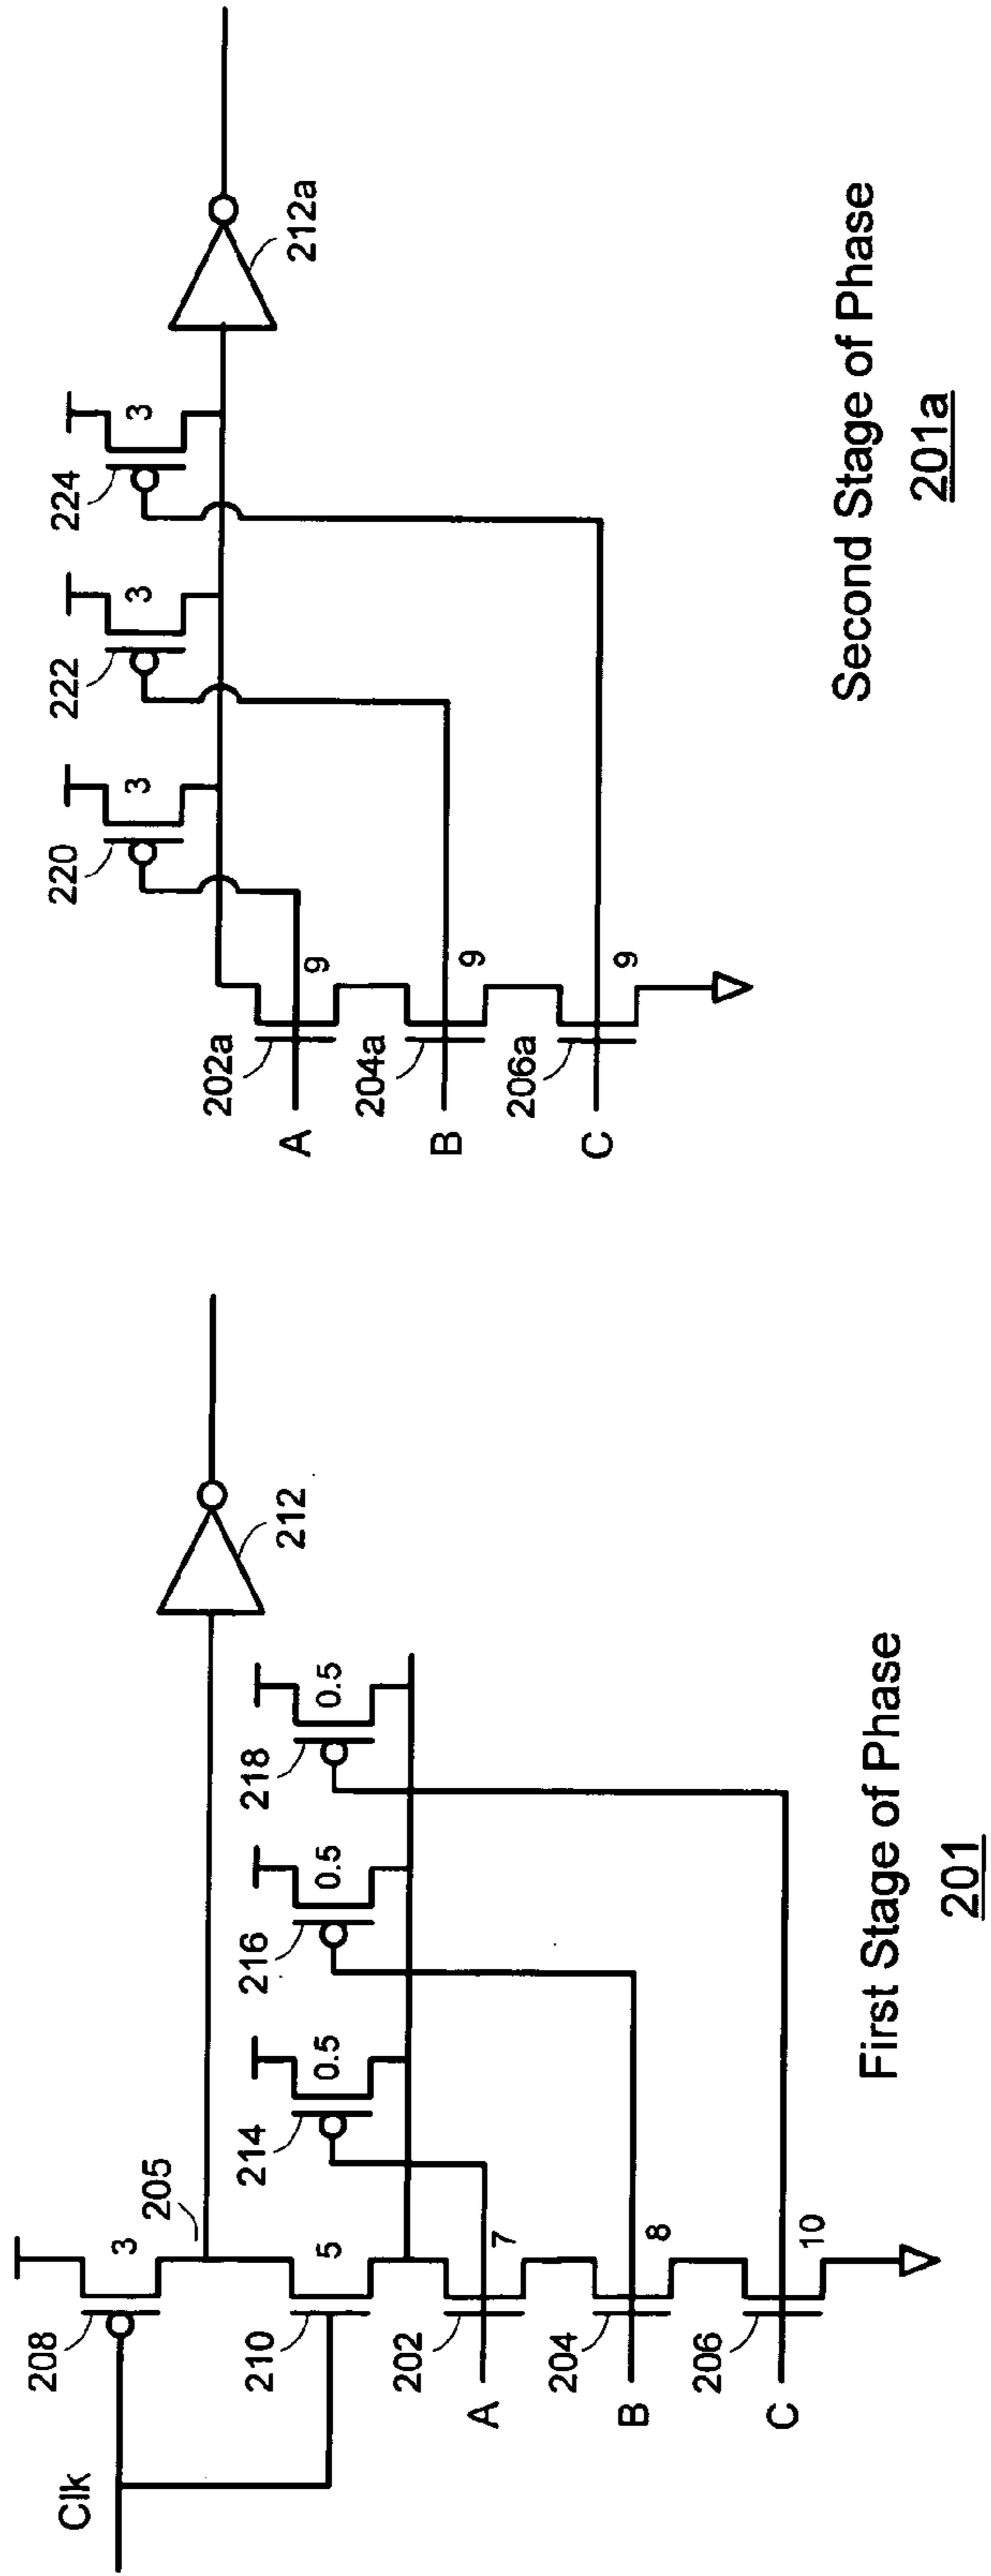 Clk
208
3
205
210
5
202
7
A
204
8
B
206
10
C
214
0.5
216
0.5
218
0.5
212
First Stage of Phase
201
220
3
222
3
224
3
202a
9
A
204a
9
B
206a
9
C
212a
Second Stage of Phase
201a